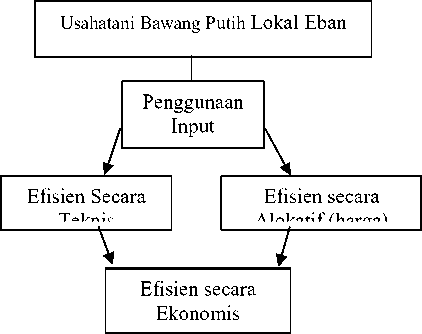 Usahatani Bawang Putih Lokal Eban
Penggunaan
Input
Efisien Secara
Teknis
Efisien secara
Alokatif (harga)
Efisien secara
Ekonomis